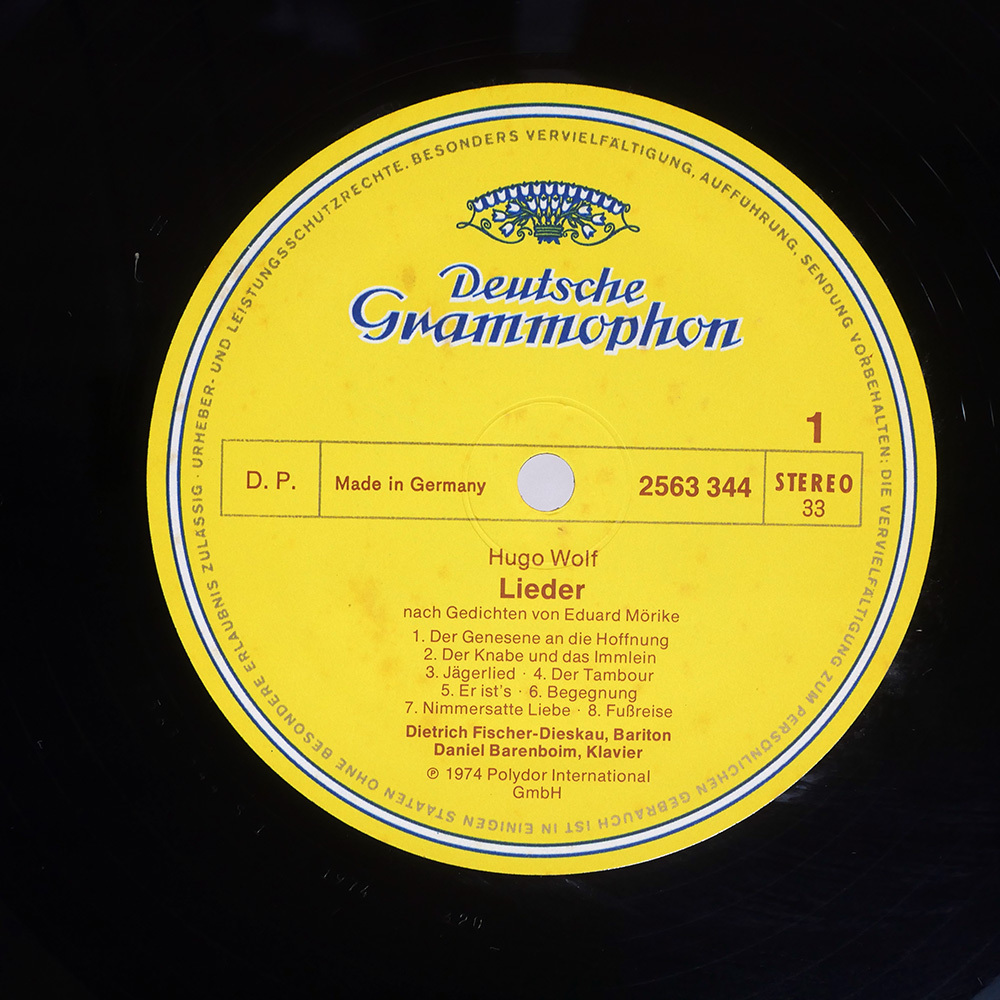 URHEBER- UND LEISTUNGSSCHUTZRECHTE. BESONDERS VERVIELFÄLTIGUNG, AUFFÜHRUNG, SENDUNG VORBEHALTEN; DIE VERVIELFÄLTIGUNG ZUM PERSÖNLICHEN GEBRAUCH IST IN EINIGEN STAATEN OHNE BESONDERE ERLAUBNIS ZULÄSSIG ·
Deutsche
Grammophon
1
D. P.
Made in Germany
2563 344
STEREO
33
Hugo Wolf
Lieder
nach Gedichten von Eduard Mörike
1. Der Genesene an die Hoffnung
2. Der Knabe und das Immlein
3. Jägerlied · 4. Der Tambour
5. Er ist's · 6. Begegnung
7. Nimmersatte Liebe · 8. Fußreise
Dietrich Fischer-Dieskau, Bariton
Daniel Barenboim, Klavier
℗ 1974 Polydor International
GmbH